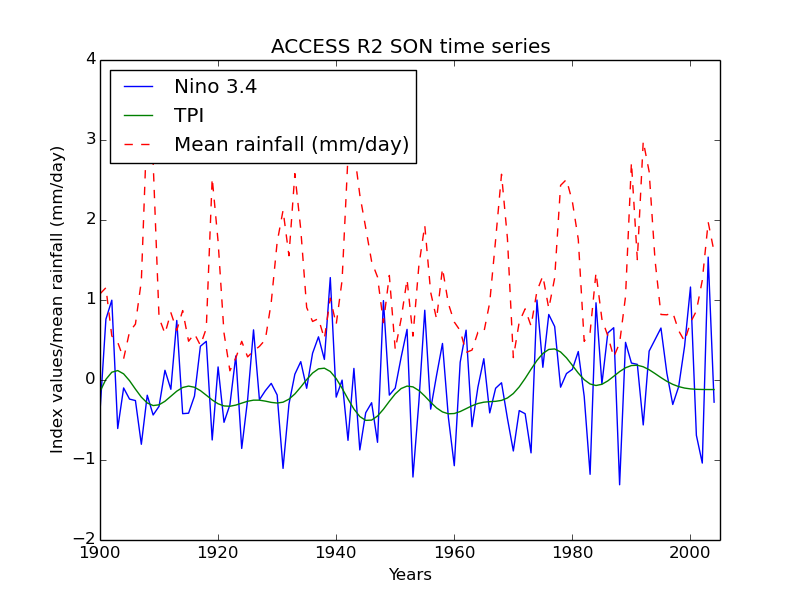 ACCESS R2 SON time series
4
3
2
1
0
−1
−2
Index values/mean rainfall (mm/day)
Nino 3.4
TPI
Mean rainfall (mm/day)
1900 1920 1940 1960 1980 2000
Years